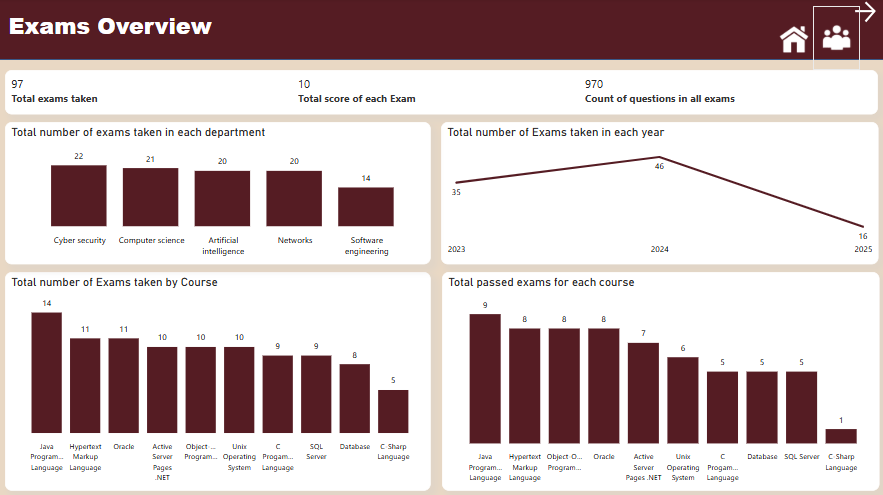 Exams Overview
97
Total exams taken
10
Total score of each Exam
970
Count of questions in all exams
Total number of exams taken in each department
22
21
20
20
14
Cyber security
Computer science
Artificial
intelligence
Networks
Software
engineering
Total number of Exams taken in each year
35
46
16
2023
2024
2025
Total number of Exams taken by Course
14
11
11
10
10
10
9
9
8
5
Java
Program...
Language
Hypertext
Markup
Language
Oracle
Active
Server
Pages
.NET
Object-...
Program...
Unix
Operating
System
C
Progam...
Language
SQL
Server
Database
C-Sharp
Language
Total passed exams for each course
9
8
8
8
7
6
5
5
5
1
Java
Program...
Language
Hypertext
Markup
Language
Object-O...
Program...
Oracle
Active
Server
Pages .NET
Unix
Operating
System
C
Progam...
Language
Database
SQL Server
C-Sharp
Language